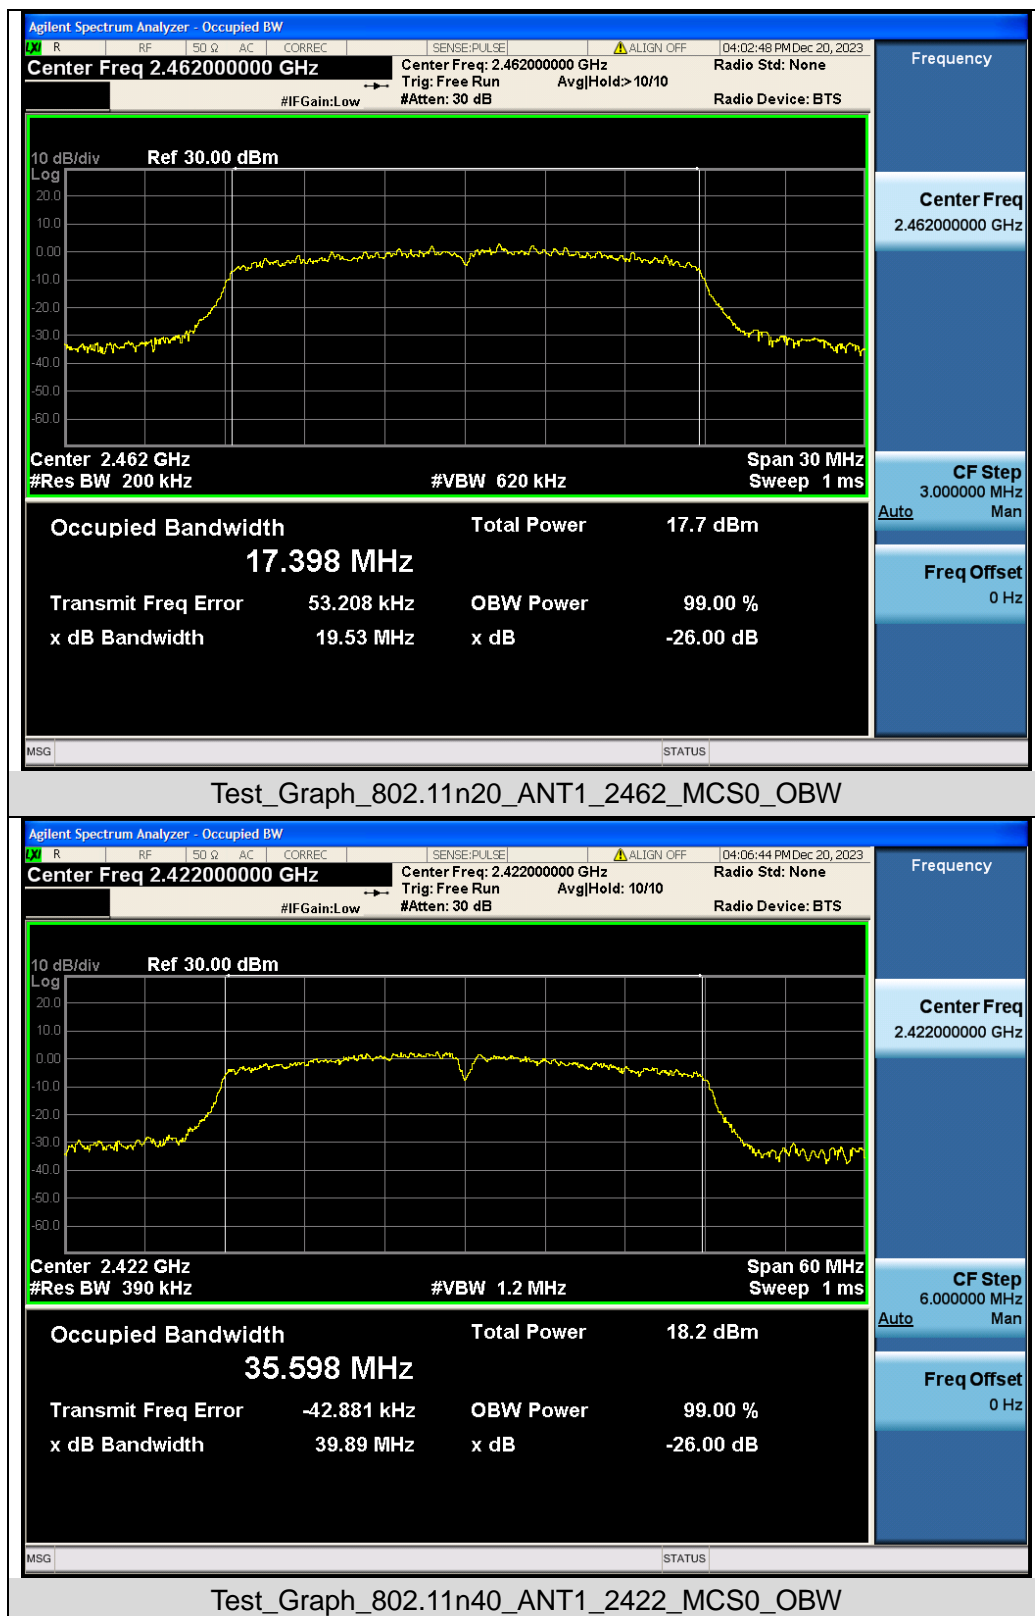 Agilent Spectrum Analyzer - Occupied BW
LXI R RF 50 Ω AC CORREC SENSE:PULSE ALIGN OFF 04:02:48 PM Dec 20, 2023
Center Freq 2.462000000 GHz
Center Freq: 2.462000000 GHz
Radio Std: None
Trig: Free Run Avg|Hold:>10/10
#IFGain:Low
#Atten: 30 dB
Radio Device: BTS
Frequency
10 dB/div Ref 30.00 dBm
Log
20.0
10.0
0.00
-10.0
-20.0
-30.0
-40.0
-50.0
-60.0
Center 2.462 GHz Span 30 MHz
#Res BW 200 kHz #VBW 620 kHz Sweep 1 ms
Center Freq
2.462000000 GHz
CF Step
3.000000 MHz
Auto Man
Freq Offset
0 Hz
Occupied Bandwidth Total Power 17.7 dBm
17.398 MHz
Transmit Freq Error 53.208 kHz OBW Power 99.00 %
x dB Bandwidth 19.53 MHz x dB -26.00 dB
MSG STATUS
Test_Graph_802.11n20_ANT1_2462_MCS0_OBW
Agilent Spectrum Analyzer - Occupied BW
LXI R RF 50 Ω AC CORREC SENSE:PULSE ALIGN OFF 04:06:44 PM Dec 20, 2023
Center Freq 2.422000000 GHz
Center Freq: 2.422000000 GHz
Radio Std: None
Trig: Free Run Avg|Hold: 10/10
#IFGain:Low
#Atten: 30 dB
Radio Device: BTS
Frequency
10 dB/div Ref 30.00 dBm
Log
20.0
10.0
0.00
-10.0
-20.0
-30.0
-40.0
-50.0
-60.0
Center 2.422 GHz Span 60 MHz
#Res BW 390 kHz #VBW 1.2 MHz Sweep 1 ms
Center Freq
2.422000000 GHz
CF Step
6.000000 MHz
Auto Man
Freq Offset
0 Hz
Occupied Bandwidth Total Power 18.2 dBm
35.598 MHz
Transmit Freq Error -42.881 kHz OBW Power 99.00 %
x dB Bandwidth 39.89 MHz x dB -26.00 dB
MSG STATUS
Test_Graph_802.11n40_ANT1_2422_MCS0_OBW